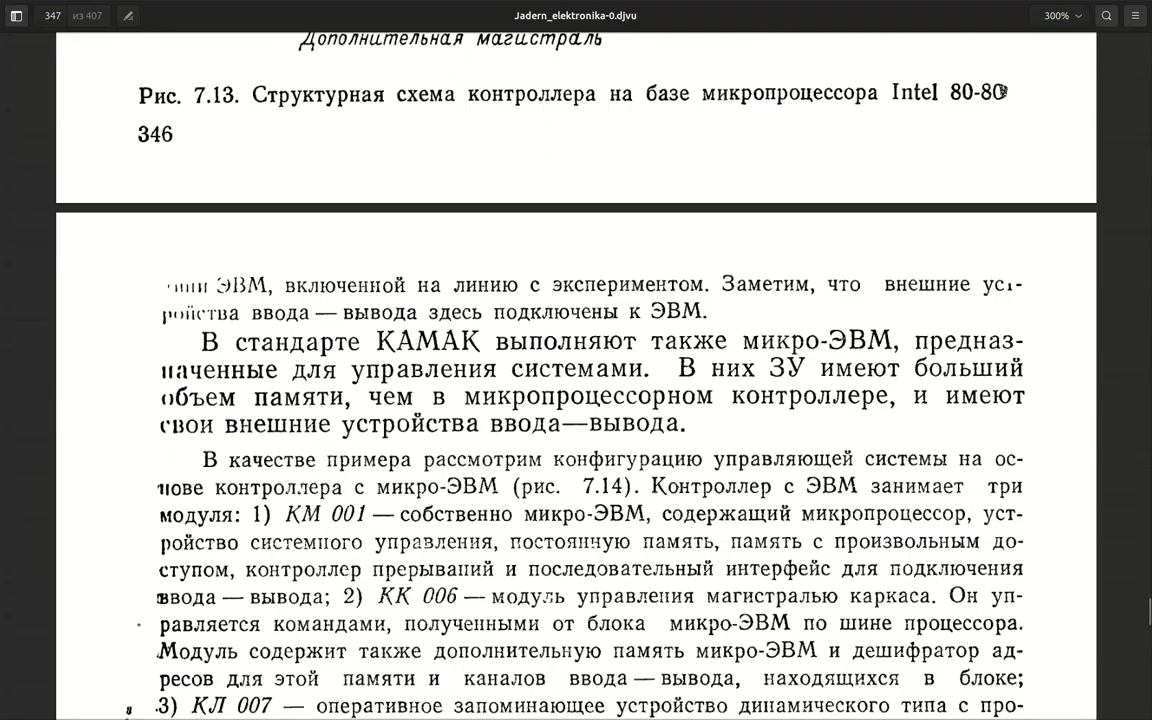 347 из 407
Jadern_elektronika-0.djvu
300%
Дополнительная магистраль
Рис. 7.13. Структурная схема контроллера на базе микропроцессора Intel 80-80
346
ЭВМ, включенной на линию с экспериментом. Заметим, что внешние уст-
ройства ввода — вывода здесь подключены к ЭВМ.
В стандарте КАМАК выполняют также микро-ЭВМ, предназ-
наченные для управления системами. В них ЗУ имеют больший
объем памяти, чем в микропроцессорном контроллере, и имеют
свои внешние устройства ввода—вывода.
В качестве примера рассмотрим конфигурацию управляющей системы на ос-
нове контроллера с микро-ЭВМ (рис. 7.14). Контроллер с ЭВМ занимает три
модуля: 1) КМ 001 — собственно микро-ЭВМ, содержащий микропроцессор, уст-
ройство системного управления, постоянную память, память с произвольным до-
ступом, контроллер прерываний и последовательный интерфейс для подключения
ввода — вывода; 2) КК 006 — модуль управления магистралью каркаса. Он уп-
равляется командами, полученными от блока микро-ЭВМ по шине процессора.
Модуль содержит также дополнительную память микро-ЭВМ и дешифратор ад-
ресов для этой памяти и каналов ввода — вывода, находящихся в блоке;
3) КЛ 007 — оперативное запоминающее устройство динамического типа с про-